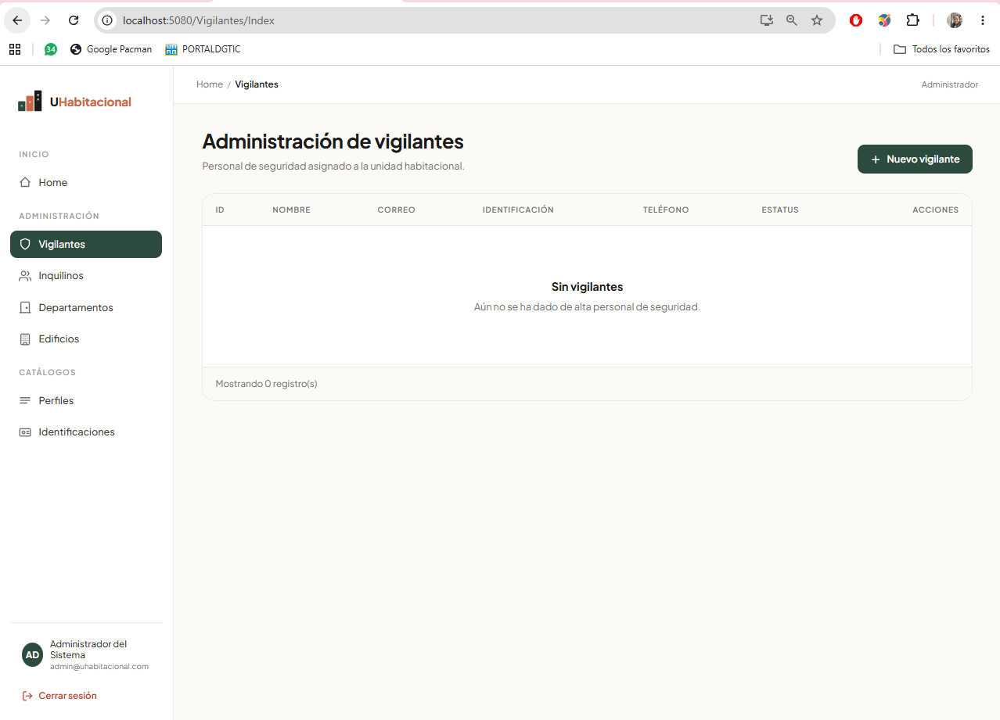 localhost:5080/Vigilantes/Index
34
Google Pacman
PORTALDGTIC
Todos los favoritos
UHabitacional
Home / Vigilantes
Administrador
INICIO
Home
ADMINISTRACIÓN
Vigilantes
Inquilinos
Departamentos
Edificios
CATÁLOGOS
Perfiles
Identificaciones
Administración de vigilantes
Personal de seguridad asignado a la unidad habitacional.
+ Nuevo vigilante
ID NOMBRE CORREO IDENTIFICACIÓN TELÉFONO ESTATUS ACCIONES
Sin vigilantes
Aún no se ha dado de alta personal de seguridad.
Mostrando 0 registro(s)
AD
Administrador del
Sistema
admin@uhabitacional.com
Cerrar sesión